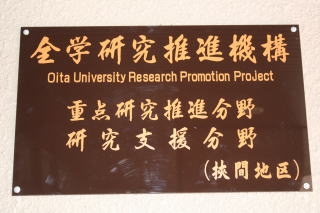 全学研究推進機構
Oita University Research Promotion Project
重点研究推進分野
研究支援分野
(挾間地区)